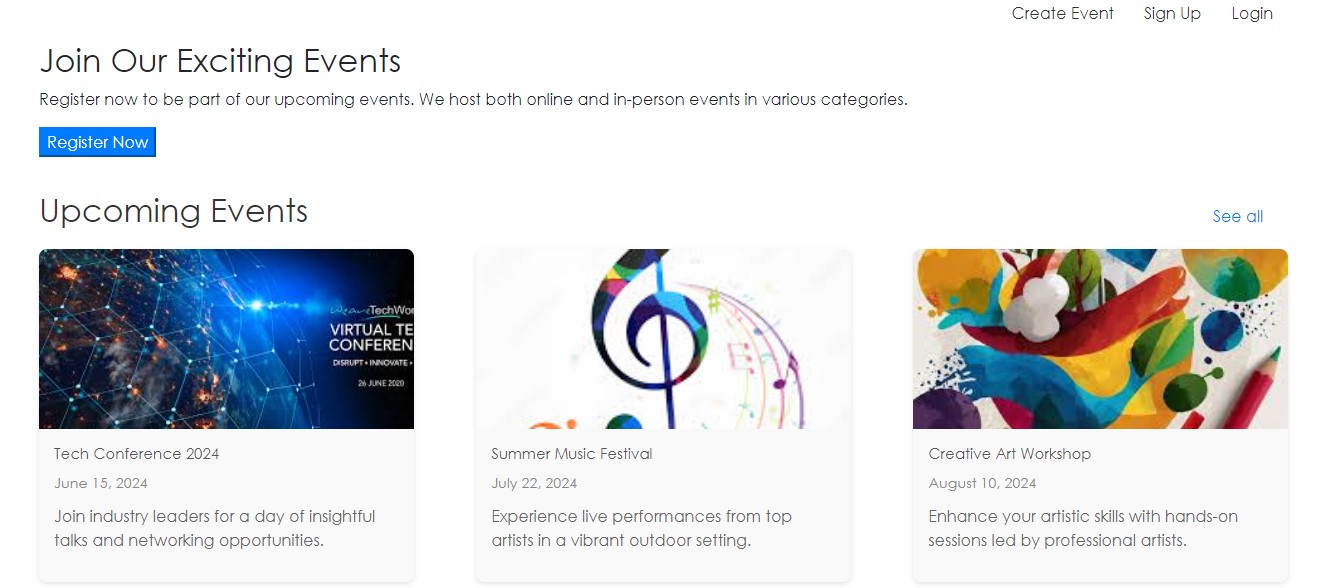 Create Event Sign Up Login
Join Our Exciting Events
Register now to be part of our upcoming events. We host both online and in-person events in various categories.
Register Now
Upcoming Events
See all
TechWor
VIRTUAL TE
CONFEREN
DISRUPT • INNOVATE •
26 JUNE 2020
Tech Conference 2024
June 15, 2024
Join industry leaders for a day of insightful
talks and networking opportunities.
Summer Music Festival
July 22, 2024
Experience live performances from top
artists in a vibrant outdoor setting.
Creative Art Workshop
August 10, 2024
Enhance your artistic skills with hands-on
sessions led by professional artists.